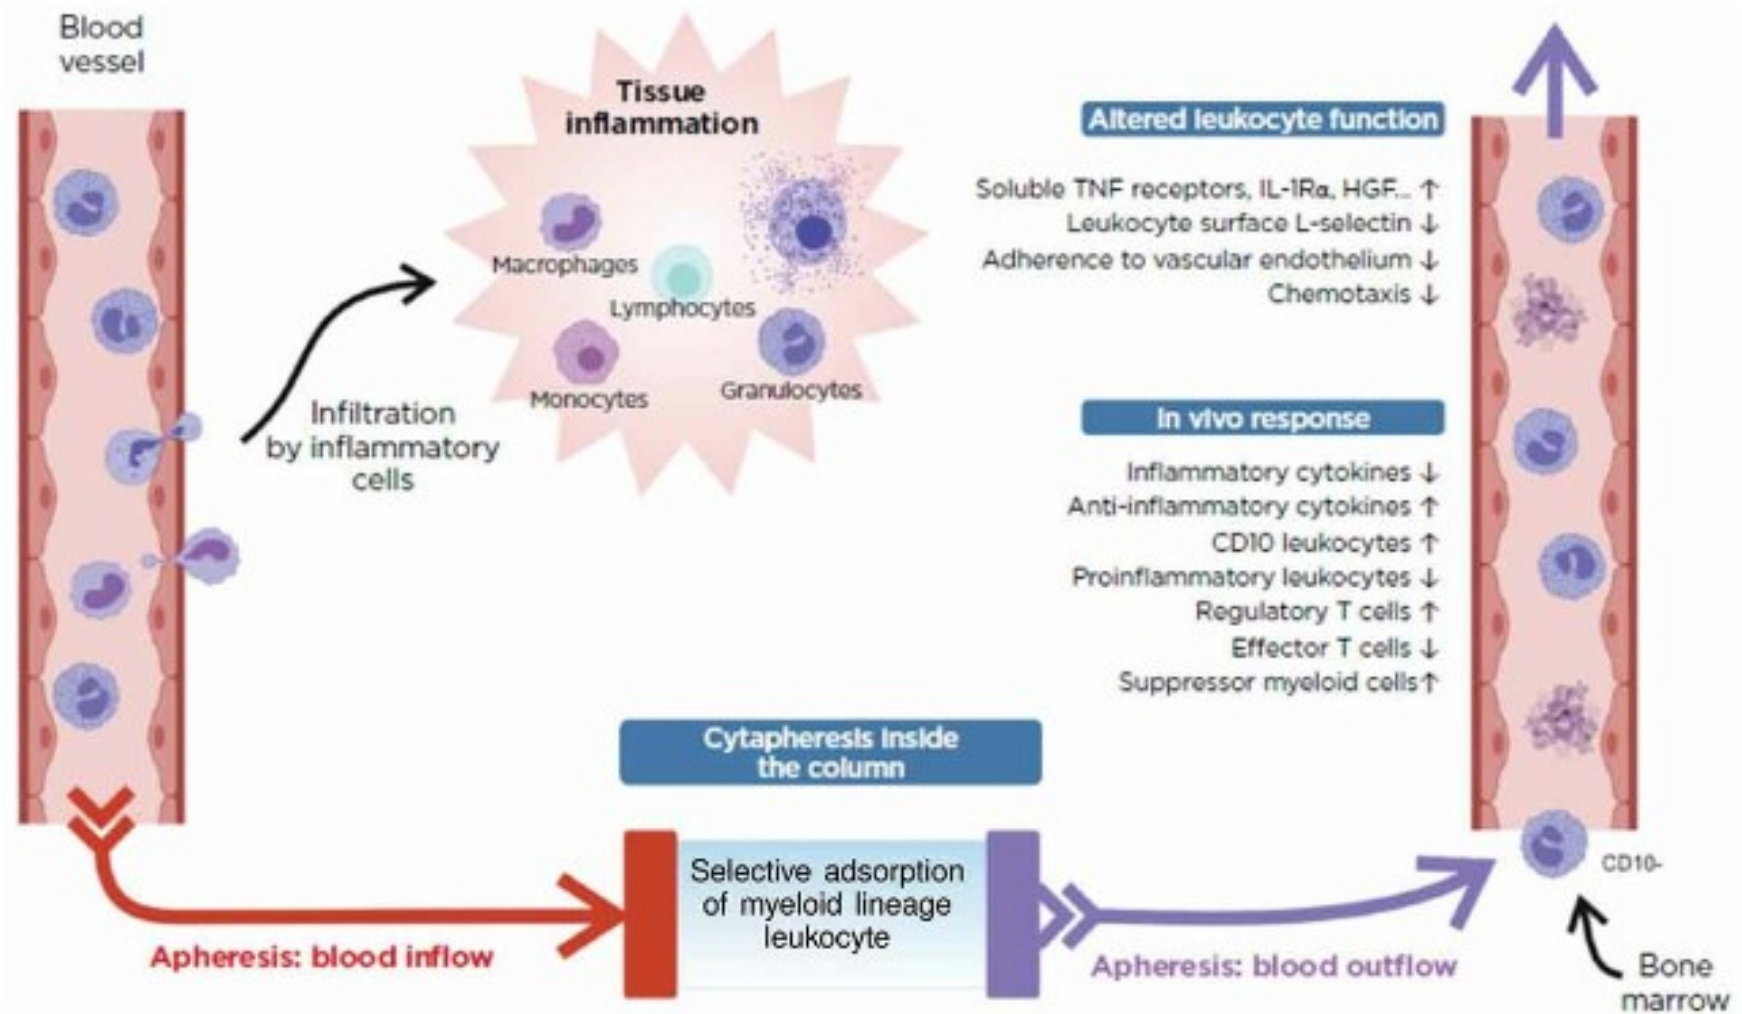 Blood
vessel
Tissue
inflammation
Macrophages
Lymphocytes
Monocytes
Granulocytes
Infiltration
by inflammatory
cells
Altered leukocyte function
Soluble TNF receptors, IL-1Rα, HGF... ↑
Leukocyte surface L-selectin ↓
Adherence to vascular endothelium ↓
Chemotaxis ↓
In vivo response
Inflammatory cytokines ↓
Anti-inflammatory cytokines ↑
CD10 leukocytes ↑
Proinflammatory leukocytes ↓
Regulatory T cells ↑
Effector T cells ↓
Suppressor myeloid cells↑
Cytapheresis inside
the column
Selective adsorption
of myeloid lineage
leukocyte
Apheresis: blood inflow
Apheresis: blood outflow
CD10-
Bone
marrow